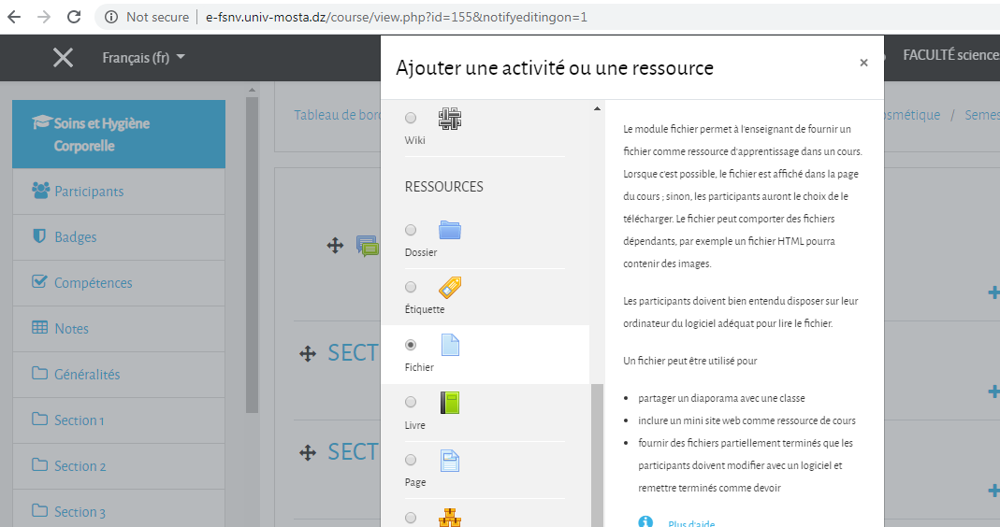 Not secure | e-fsnv.univ-mosta.dz/course/view.php?id=155&notifyeditingon=1
Français (fr)
FACULTÉ science
Soins et Hygiène
Corporelle
Participants
Badges
Compétences
Notes
Généralités
Section 1
Section 2
Section 3
Tableau de bor
osmétique / Semes
SECT
SECT
Ajouter une activité ou une ressource
×
Wiki
RESSOURCES
Dossier
Étiquette
Fichier
Livre
Page
Le module fichier permet à l'enseignant de fournir un
fichier comme ressource d'apprentissage dans un cours.
Lorsque c'est possible, le fichier est affiché dans la page
du cours ; sinon, les participants auront le choix de le
télécharger. Le fichier peut comporter des fichiers
dépendants, par exemple un fichier HTML pourra
contenir des images.
Les participants doivent bien entendu disposer sur leur
ordinateur du logiciel adéquat pour lire le fichier.
Un fichier peut être utilisé pour
• partager un diaporama avec une classe
• inclure un mini site web comme ressource de cours
• fournir des fichiers partiellement terminés que les
participants doivent modifier avec un logiciel et
remettre terminés comme devoir
Plus d'aide